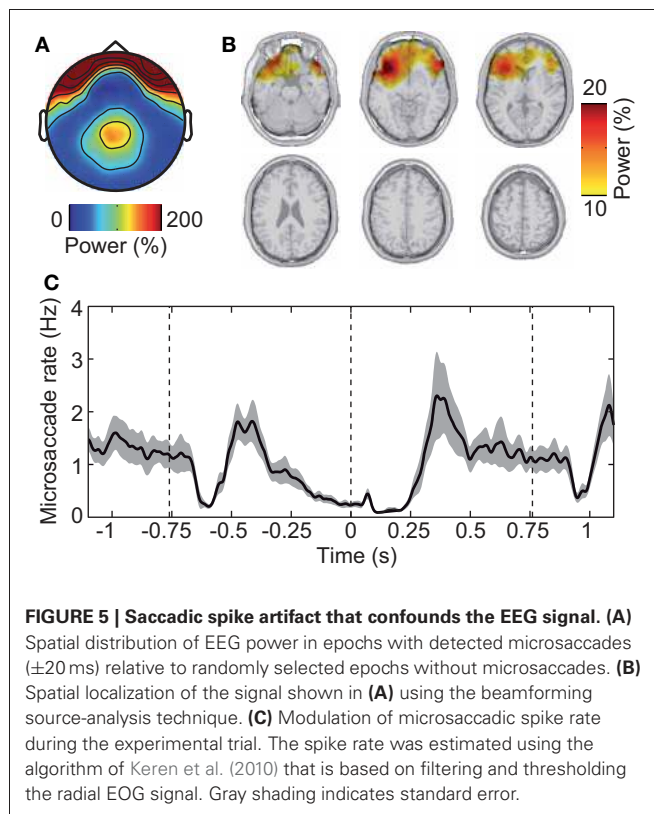 A
B
0
200
Power (%)
20
Power (%)
10
C
4
3
2
1
0
Microsaccade rate (Hz)
-1
-0.75
-0.5
-0.25
0
0.25
0.5
0.75
1
Time (s)
FIGURE 5 | Saccadic spike artifact that confounds the EEG signal. (A)
Spatial distribution of EEG power in epochs with detected microsaccades
(±20 ms) relative to randomly selected epochs without microsaccades. (B)
Spatial localization of the signal shown in (A) using the beamforming
source-analysis technique. (C) Modulation of microsaccadic spike rate
during the experimental trial. The spike rate was estimated using the
algorithm of Keren et al. (2010) that is based on filtering and thresholding
the radial EOG signal. Gray shading indicates standard error.